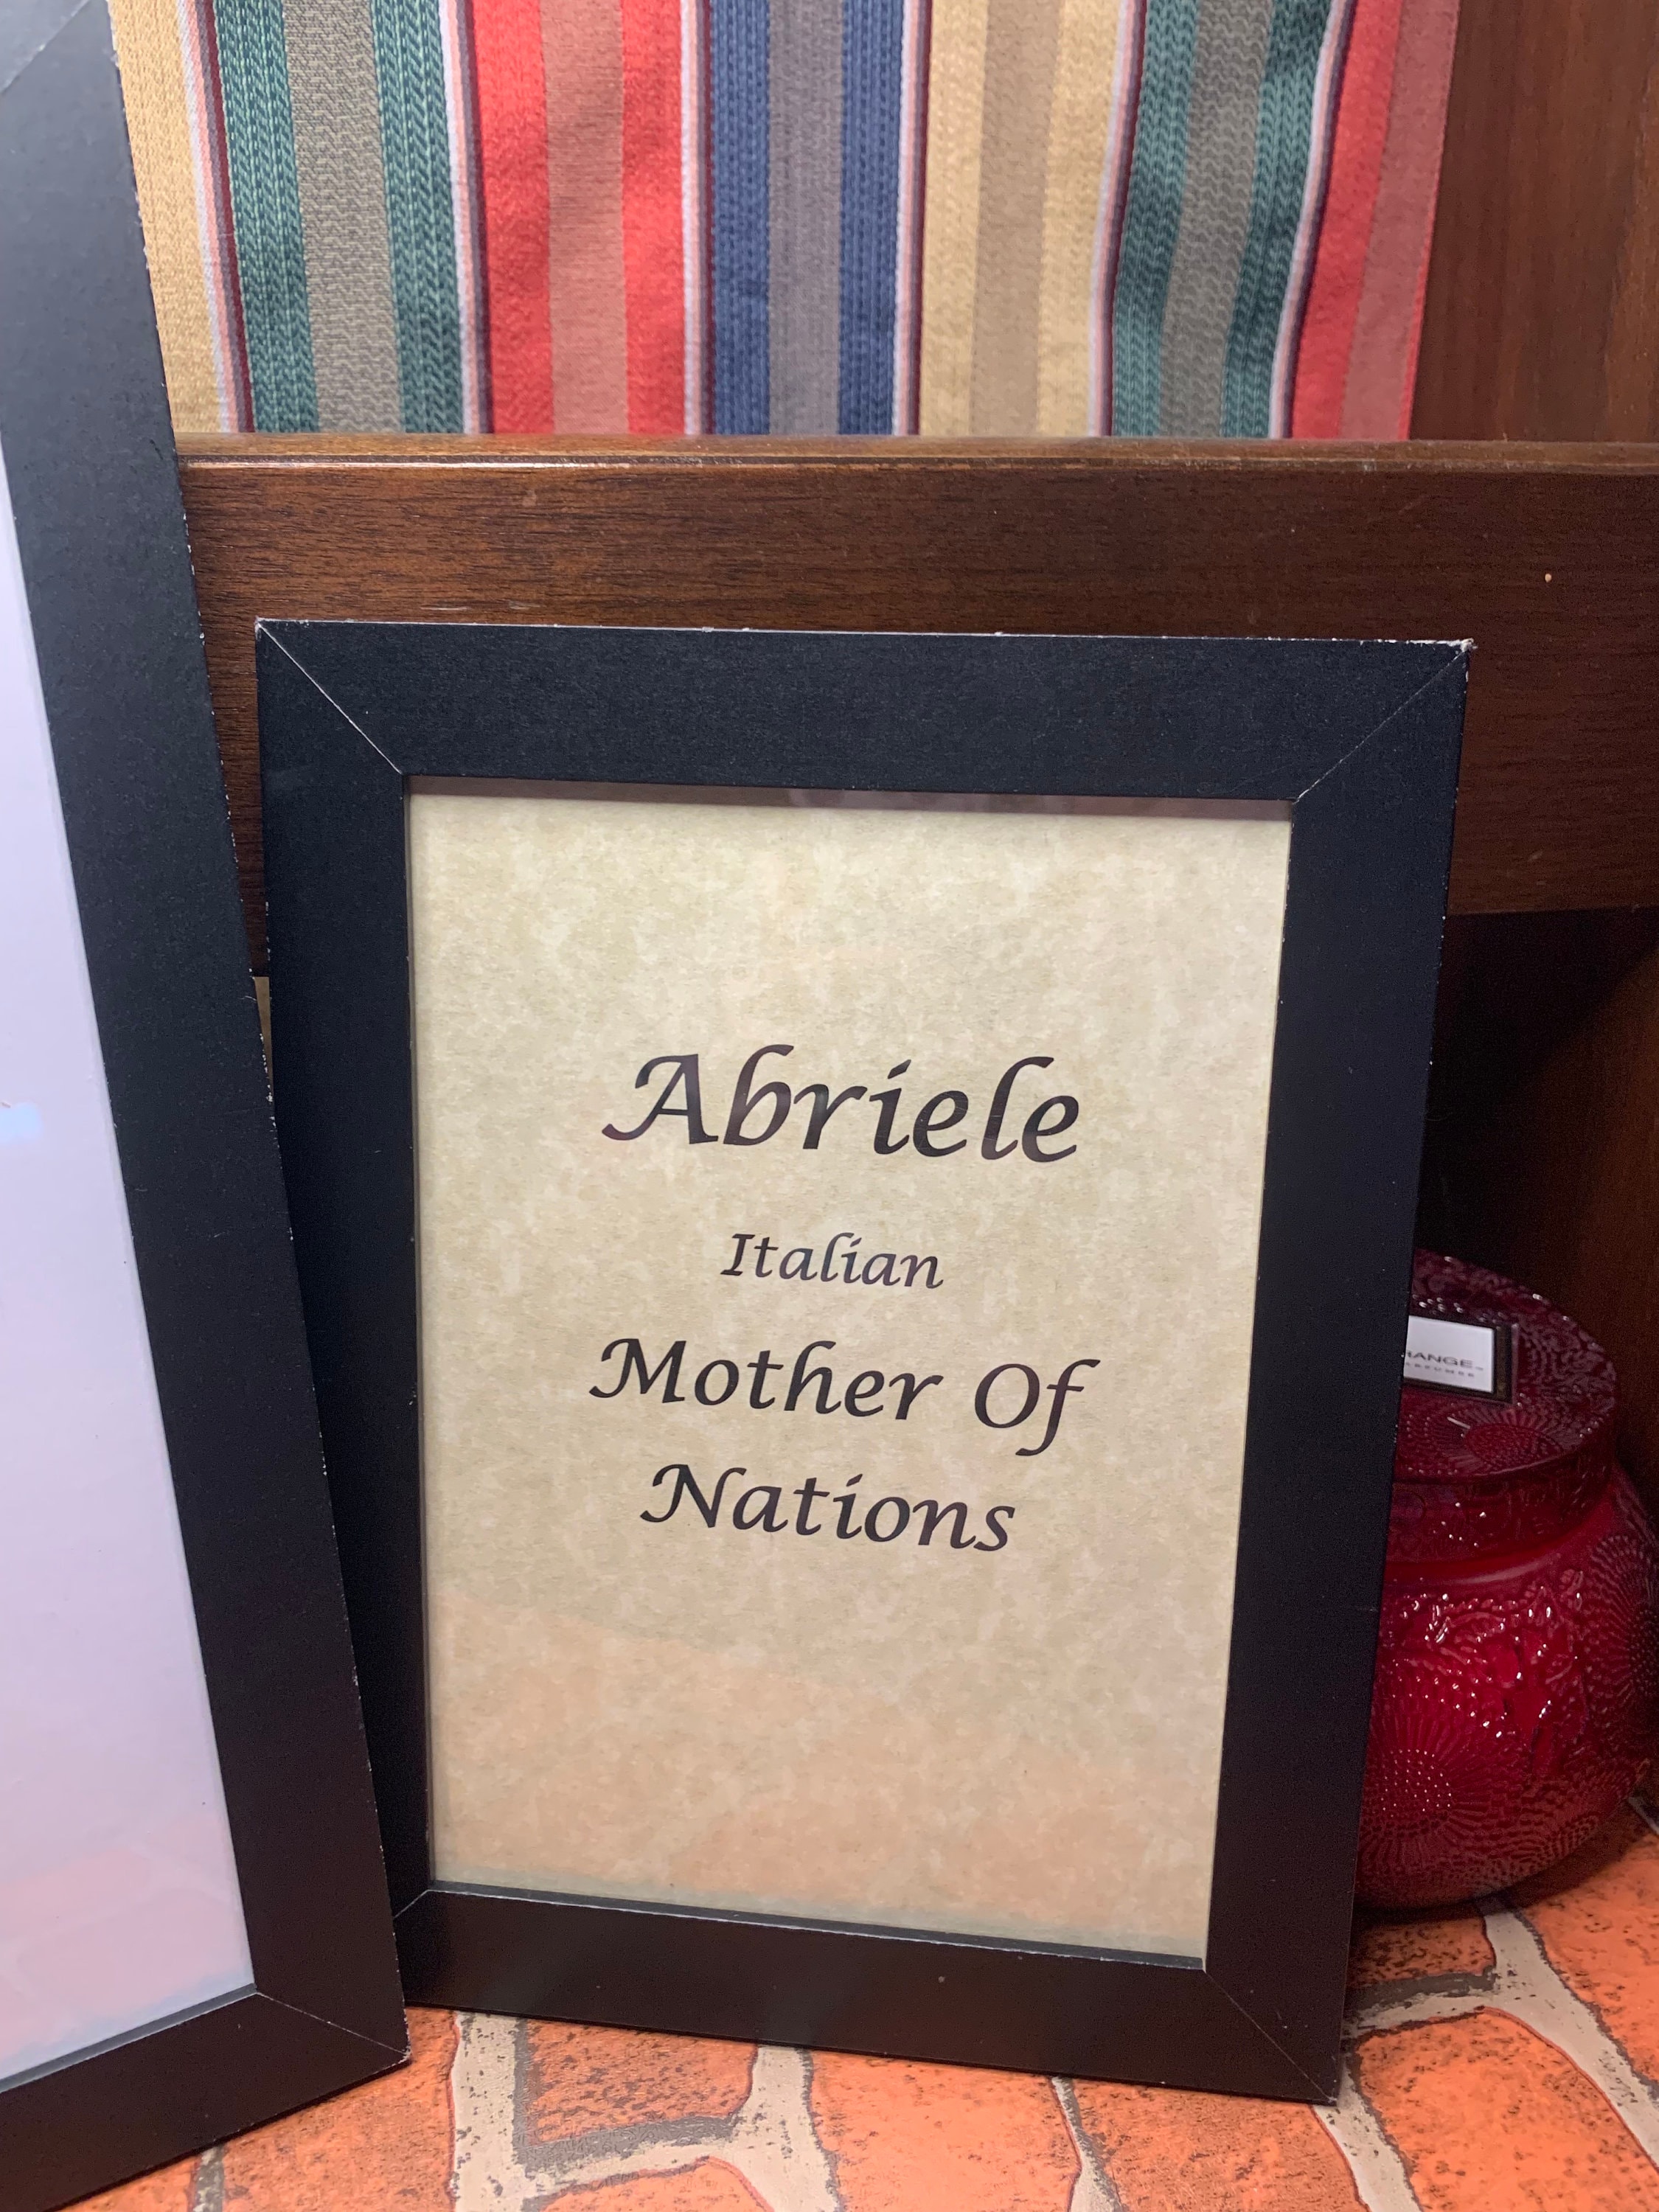 Abriele
Italian
Mother Of
Nations